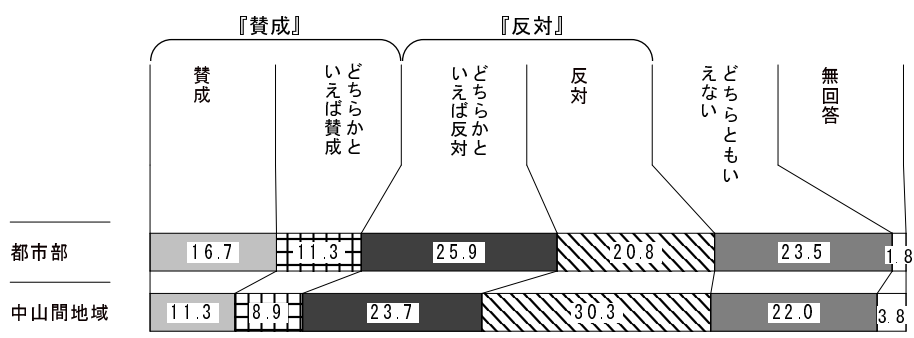 『賛成』 『反対』
賛成
どちらかと
いえば賛成
どちらかと
いえば反対
反対
どちらともい
えない
無回答
都市部 16.7 11.3 25.9 20.8 23.5 1.8
中山間地域 11.3 8.9 23.7 30.3 22.0 3.8